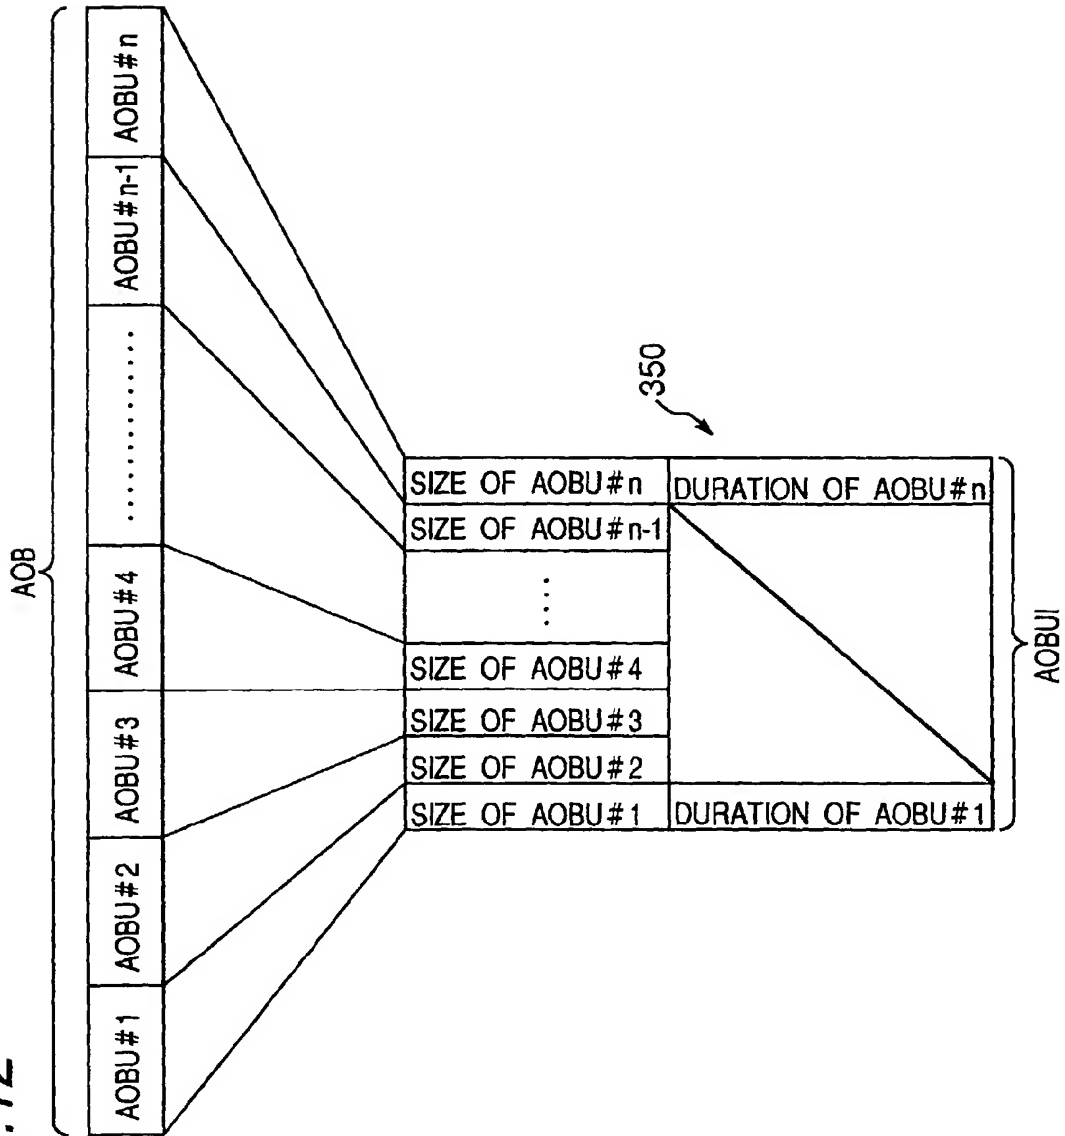 AOB
AOBU#1
AOBU#2
AOBU#3
AOBU#4
............
AOBU#n-1
AOBU#n
350
SIZE OF AOBU#n
DURATION OF AOBU#n
SIZE OF AOBU#n-1
....
SIZE OF AOBU#4
SIZE OF AOBU#3
SIZE OF AOBU#2
SIZE OF AOBU#1
DURATION OF AOBU#1
AOBUI